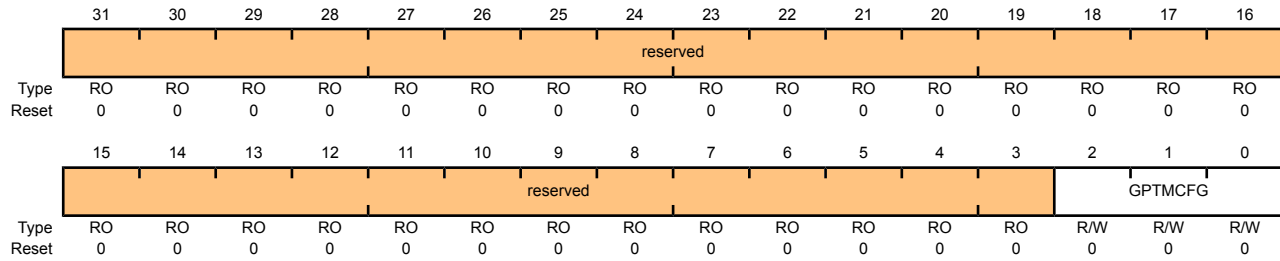 31 30 29 28 27 26 25 24 23 22 21 20 19 18 17 16
reserved
Type RO RO RO RO RO RO RO RO RO RO RO RO RO RO RO RO
Reset 0 0 0 0 0 0 0 0 0 0 0 0 0 0 0 0
15 14 13 12 11 10 9 8 7 6 5 4 3 2 1 0
reserved GPTMCFG
Type RO RO RO RO RO RO RO RO RO RO RO RO RO R/W R/W R/W
Reset 0 0 0 0 0 0 0 0 0 0 0 0 0 0 0 0